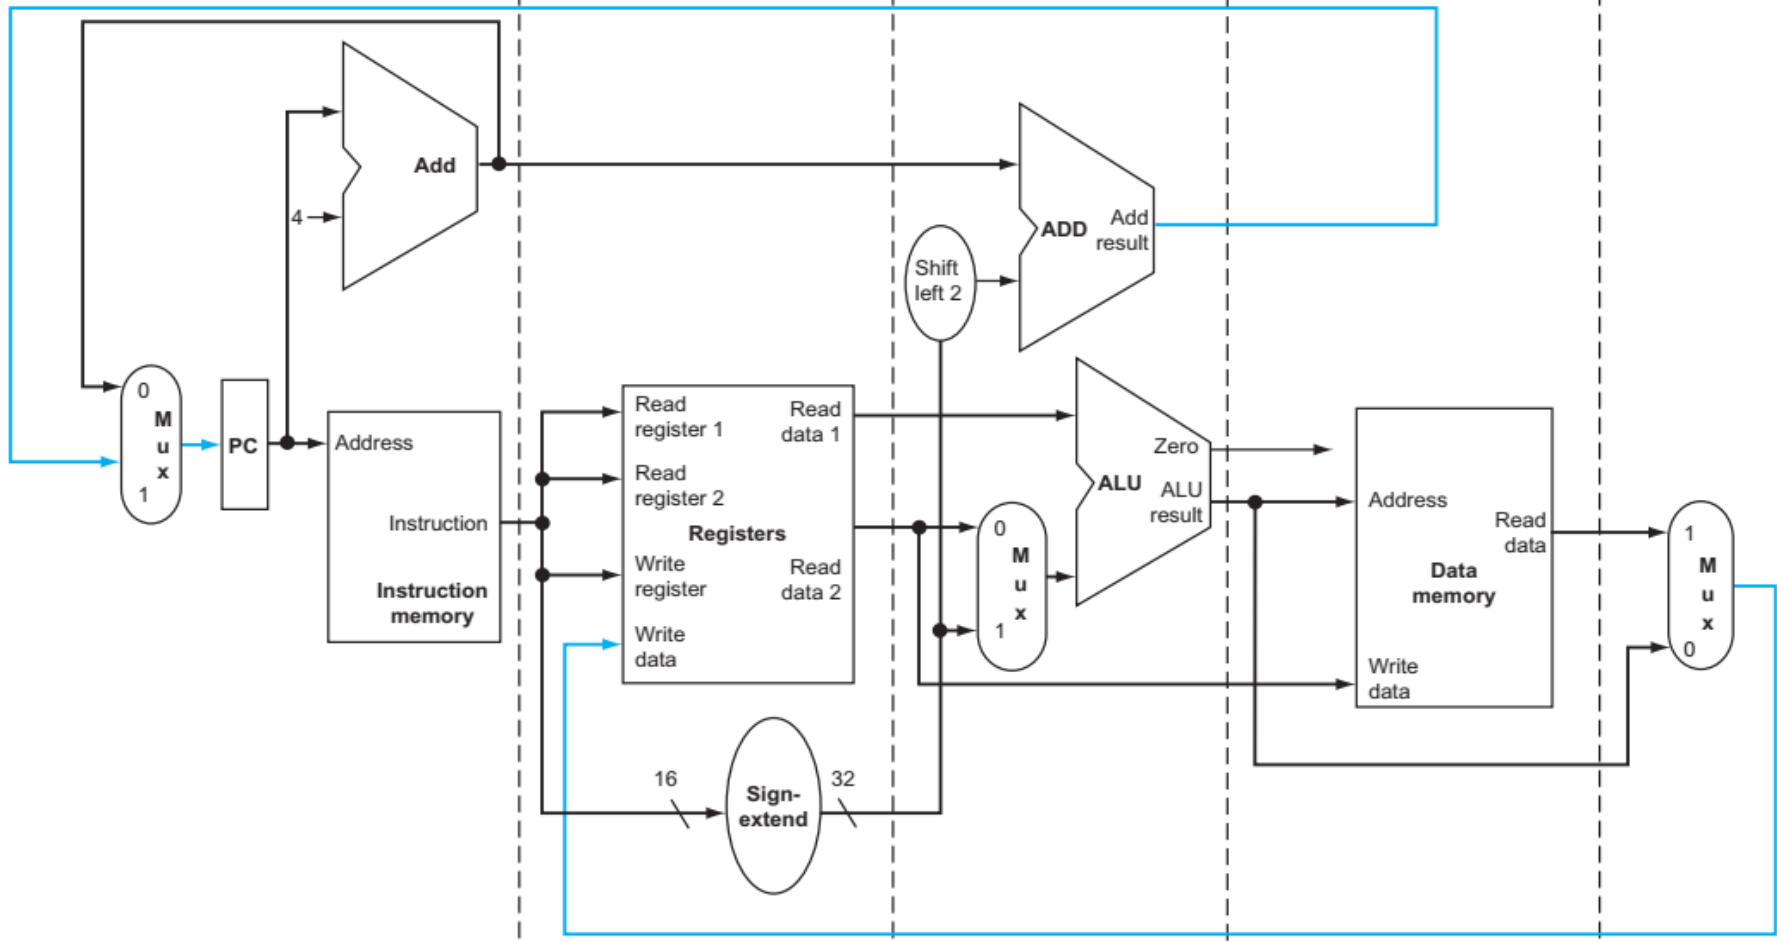 Add
4
ADD
Add
result
Shift
left 2
0
M
u
x
1
PC
Address
Instruction
Instruction
memory
Read
register 1
Read
register 2
Registers
Write
register
Write
data
Read
data 1
Read
data 2
16
Sign-
extend
32
0
M
u
x
1
Zero
ALU
ALU
result
Address
Read
data
Data
memory
Write
data
1
M
u
x
0